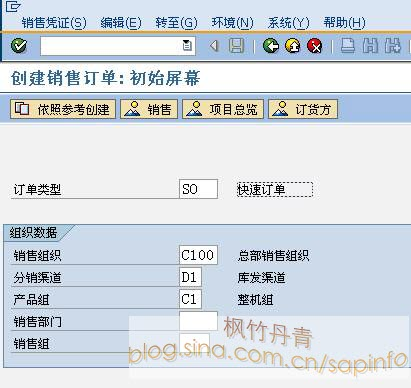 销售凭证(S) 编辑(E) 转至(G) 环境(N) 系统(Y) 帮助(H)
创建销售订单:初始屏幕
依照参考创建 销售 项目总览 订货方
订单类型 SO 快速订单
组织数据
销售组织 C100 总部销售组织
分销渠道 D1 库发渠道
产品组 C1 整机组
销售部门
销售组
枫竹丹青
blog.sina.com.cn/sapinfo